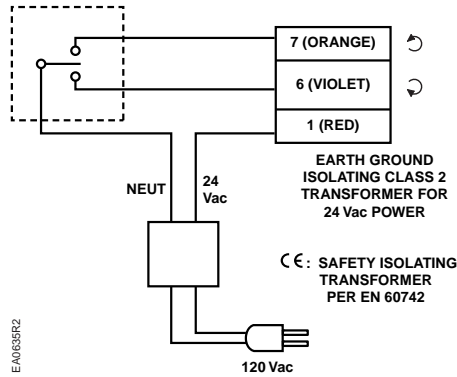 7 (ORANGE)
6 (VIOLET)
1 (RED)
EARTH GROUND
ISOLATING CLASS 2
TRANSFORMER FOR
24 Vac POWER
NEUT
24
Vac
CE: SAFETY ISOLATING
TRANSFORMER
PER EN 60742
120 Vac
EA0635R2